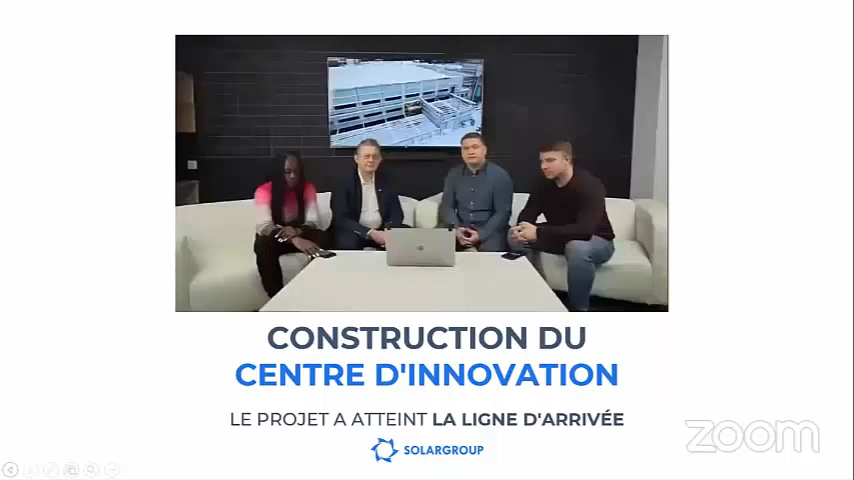 CONSTRUCTION DU
CENTRE D'INNOVATION
LE PROJET A ATTEINT LA LIGNE D'ARRIVÉE
SOLARGROUP
zoom